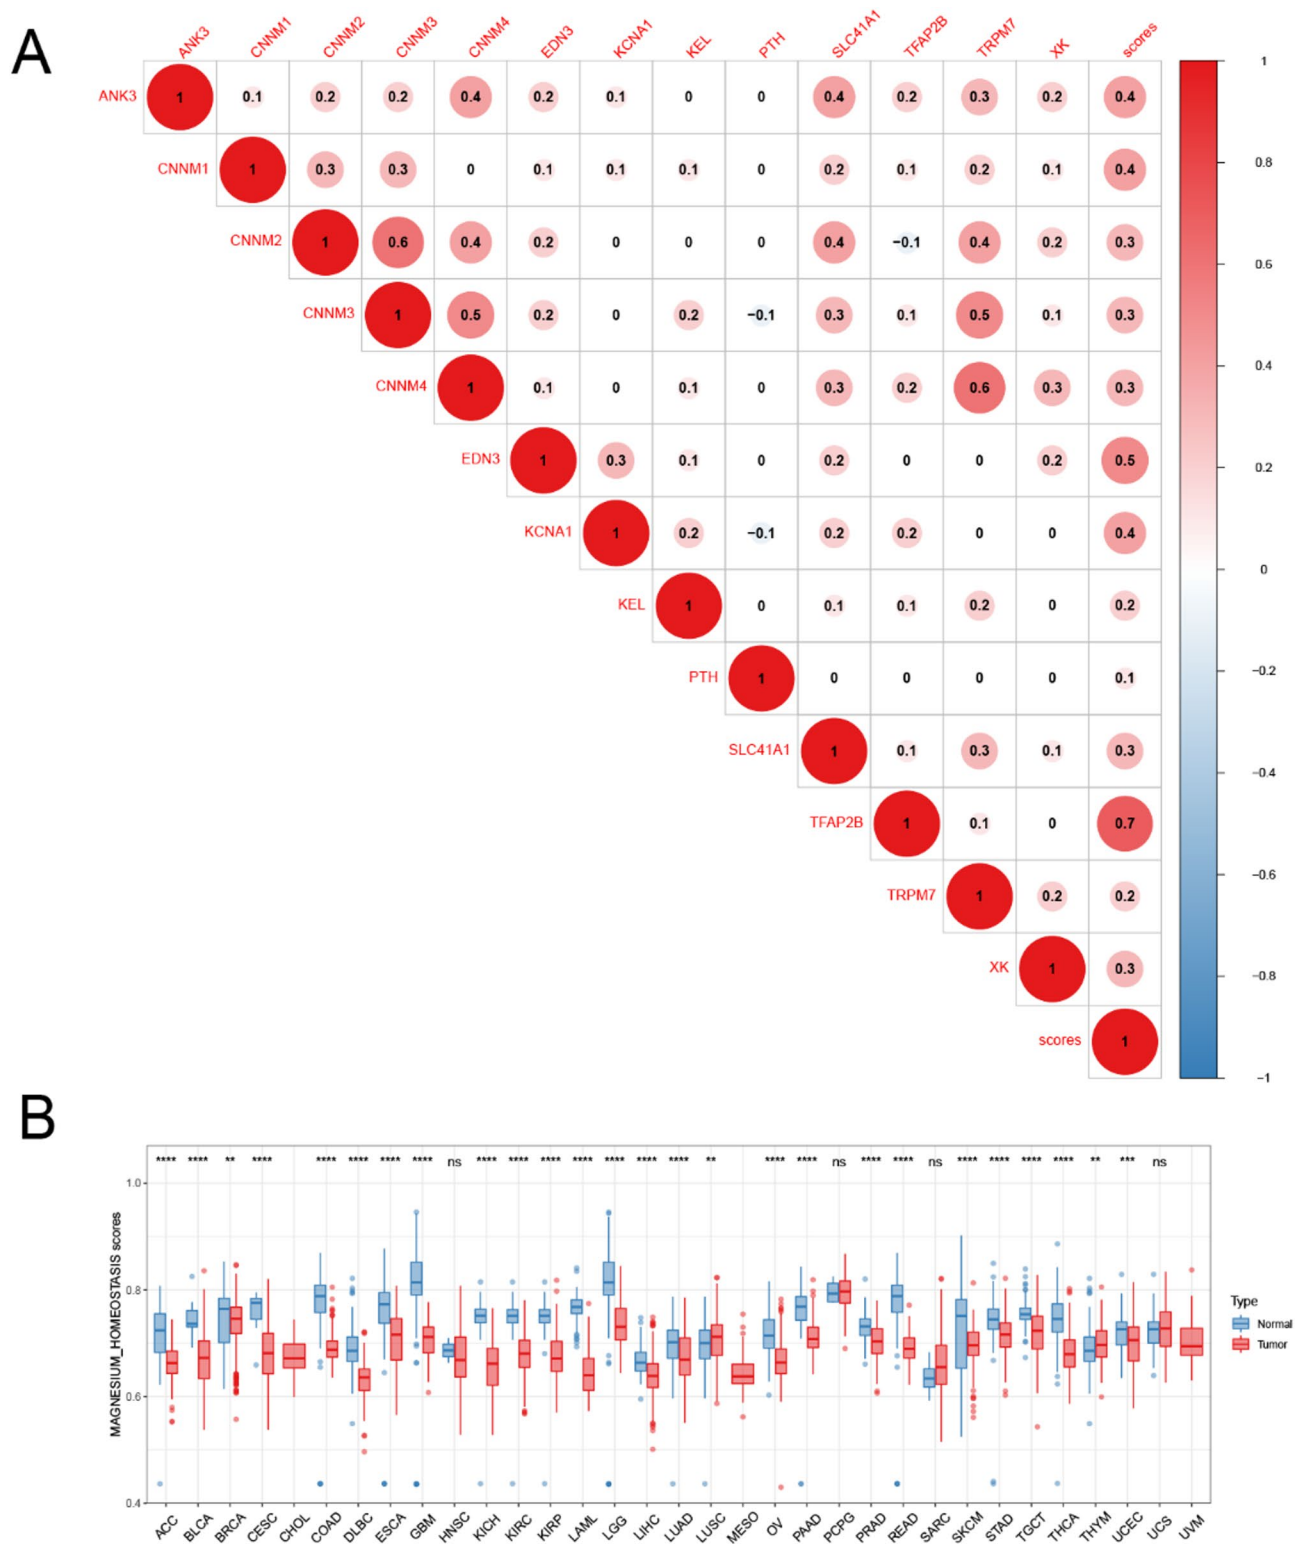 A
ANK3 CNNM1 CNNM2 CNNM3 CNNM4 EDN3 KCNA1 KEL PTH SLC41A1 TFAP2B TRPM7 XK scores
ANK3 1 0.1 0.2 0.2 0.4 0.2 0.1 0 0 0.4 0.2 0.3 0.2 0.4
CNNM1 1 0.3 0.3 0 0.1 0.1 0.1 0 0.2 0.1 0.2 0.1 0.4
CNNM2 1 0.6 0.4 0.2 0 0 0 0.4 −0.1 0.4 0.2 0.3
CNNM3 1 0.5 0.2 0 0.2 −0.1 0.3 0.1 0.5 0.1 0.3
CNNM4 1 0.1 0 0.1 0 0.3 0.2 0.6 0.3 0.3
EDN3 1 0.3 0.1 0 0.2 0 0 0.2 0.5
KCNA1 1 0.2 −0.1 0.2 0.2 0 0 0.4
KEL 1 0 0.1 0.1 0.2 0 0.2
PTH 1 0 0 0 0 0.1
SLC41A1 1 0.1 0.3 0.1 0.3
TFAP2B 1 0.1 0 0.7
TRPM7 1 0.2 0.2
XK 1 0.3
scores 1
1
0.8
0.6
0.4
0.2
0
−0.2
−0.4
−0.6
−0.8
−1
B
**** **** ** **** **** **** **** **** ns **** **** **** **** **** **** **** ** **** **** ns **** **** ns **** **** **** **** ** *** ns
MAGNESIUM_HOMEOSTASIS scores
1.0
0.8
0.6
0.4
ACC BLCA BRCA CESC CHOL COAD DLBC ESCA GBM HNSC KICH KIRC KIRP LAML LGG LIHC LUAD LUSC MESO OV PAAD PCPG PRAD READ SARC SKCM STAD TGCT THCA THYM UCEC UCS UVM
Type
Normal
Tumor